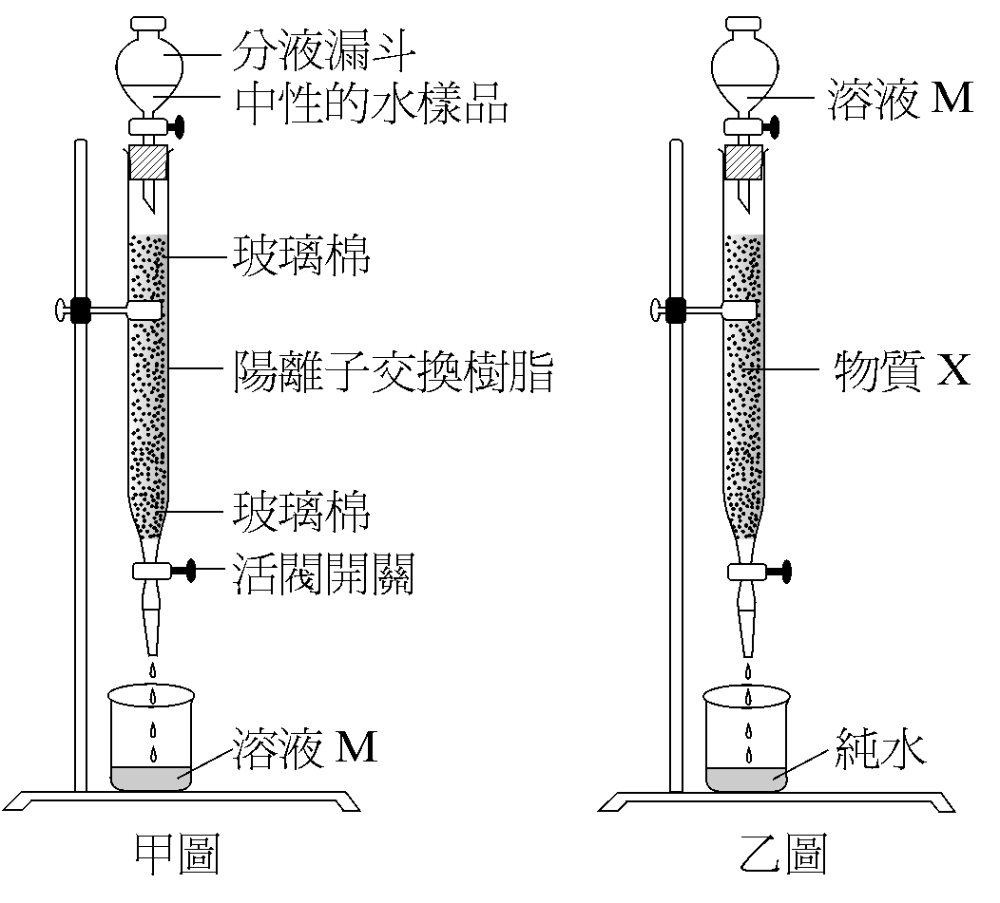 分液漏斗
中性的水樣品
玻璃棉
陽離子交換樹脂
玻璃棉
活閥開關
溶液 M
甲圖
溶液 M
物質 X
純水
乙圖